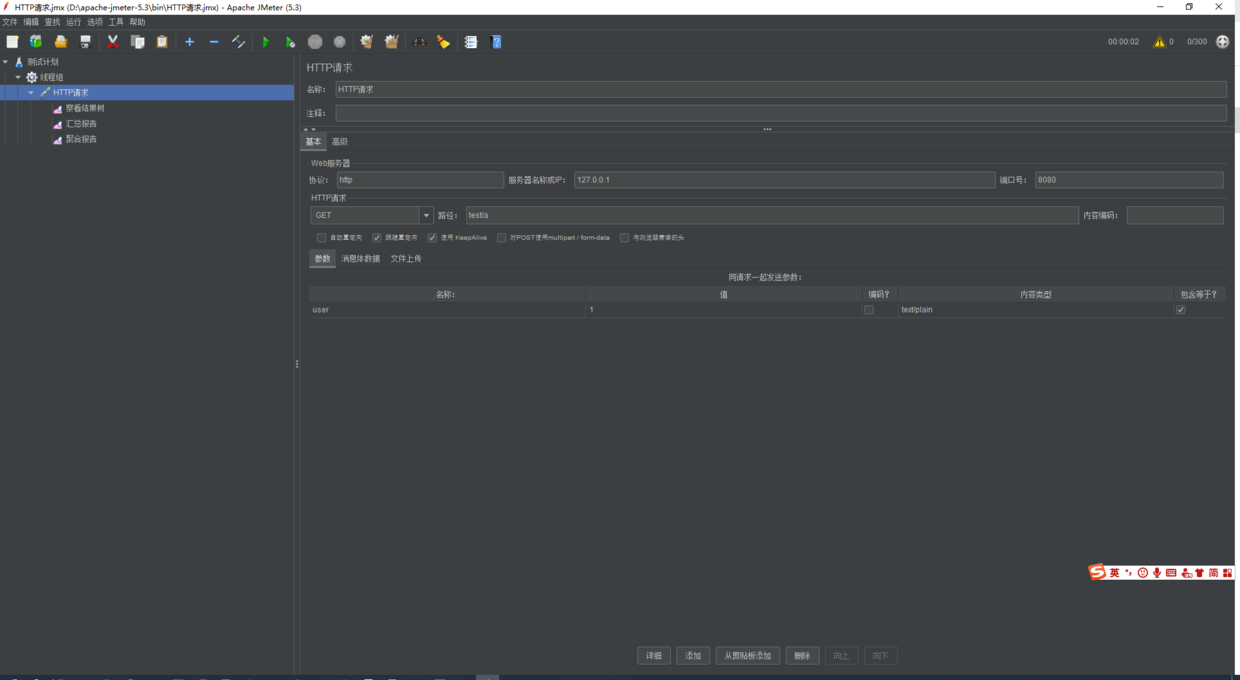 HTTP请求.jmx (D:\apache-jmeter-5.3\bin\HTTP请求.jmx) - Apache JMeter (5.3)
文件 编辑 查找 运行 选项 工具 帮助
00:00:02 0 0/300
测试计划
线程组
HTTP请求
察看结果树
汇总报告
聚合报告
HTTP请求
名称: HTTP请求
注释:
基本 高级
Web服务器
协议: http 服务器名称或IP: 127.0.0.1 端口号: 8080
HTTP请求
GET 路径: test/a 内容编码:
自动重定向 跟随重定向 使用 KeepAlive 对POST使用multipart / form-data 与浏览器兼容的头
参数 消息体数据 文件上传
同请求一起发送参数:
名称: 值 编码? 内容类型 包含等于?
user 1 text/plain
英 简
详细 添加 从剪贴板添加 删除 向上 向下